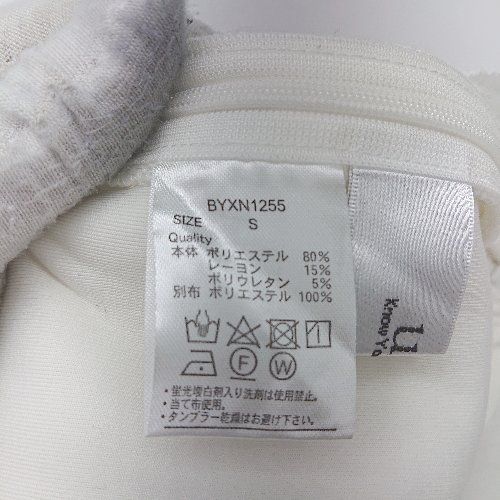 BYXN1255
SIZE S
Quality
本体 ポリエステル 80%
レーヨン 15%
ポリウレタン 5%
別布 ポリエステル 100%
F W
・蛍光増白剤入り洗剤は使用禁止。
・当て布使用。
・タンブラー乾燥はお避け下さい。
Know Yo